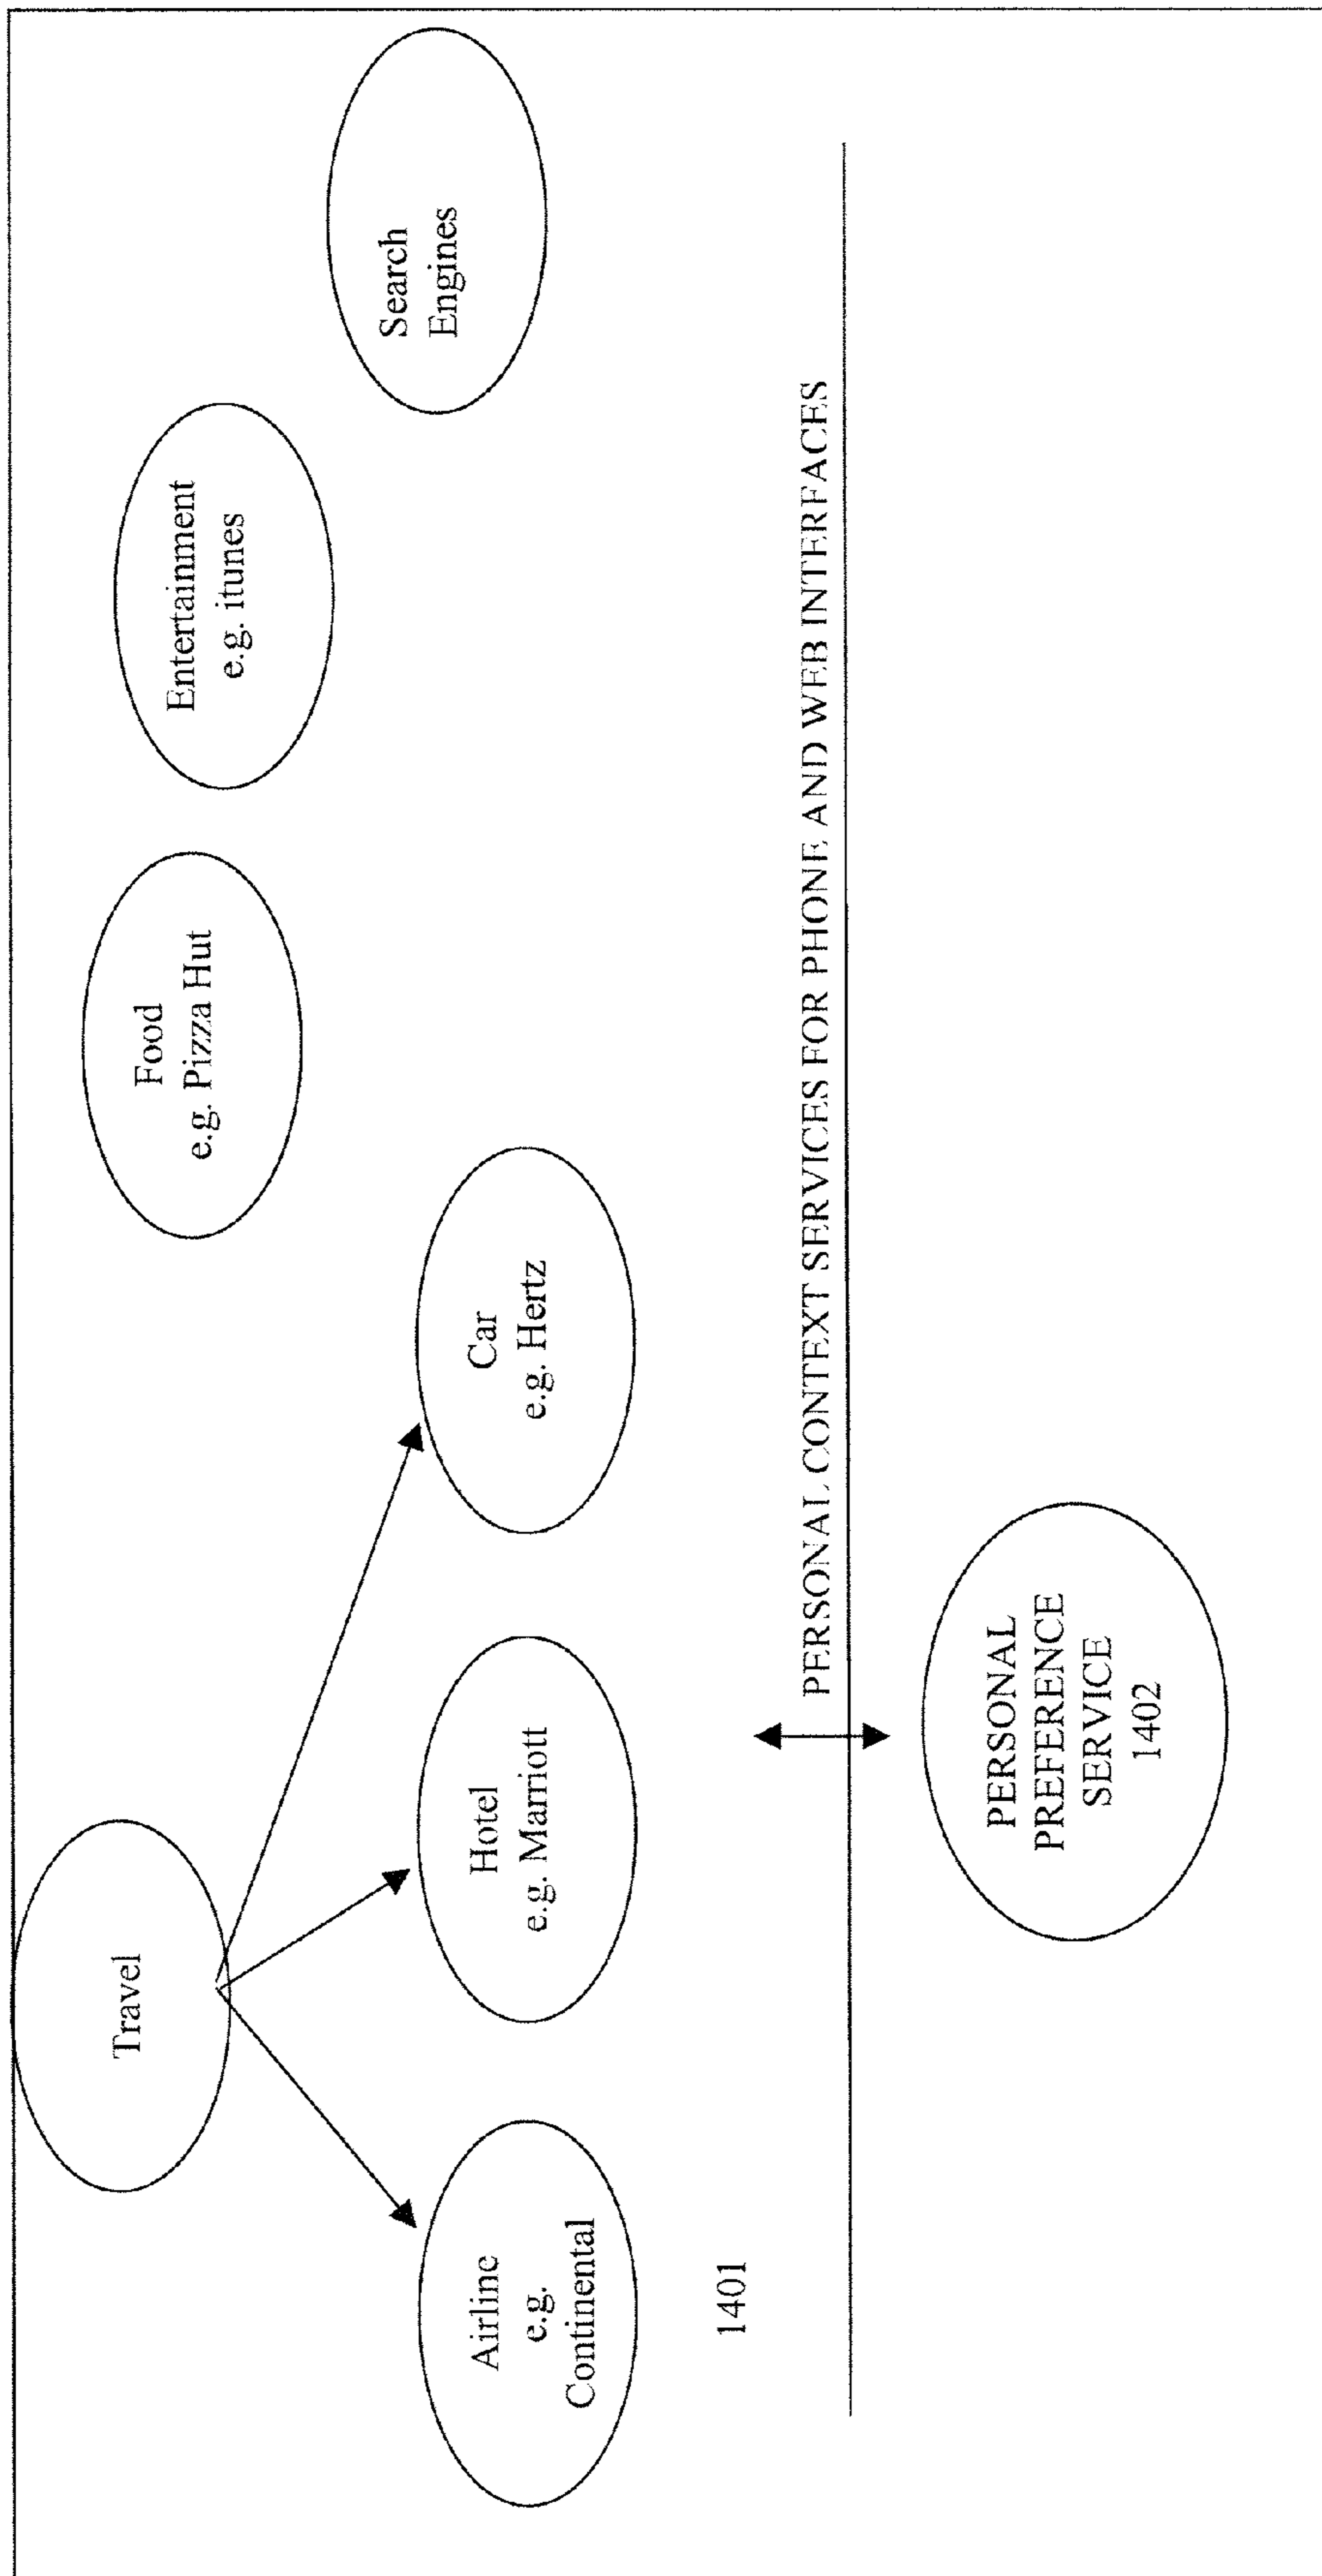 Travel
Food
e.g. Pizza Hut
Entertainment
e.g. itunes
Search
Engines
Airline
e.g.
Continental
Hotel
e.g. Marriott
Car
e.g. Hertz
1401
PERSONAL CONTEXT SERVICES FOR PHONE AND WEB INTERFACES
PERSONAL
PREFERENCE
SERVICE
1402